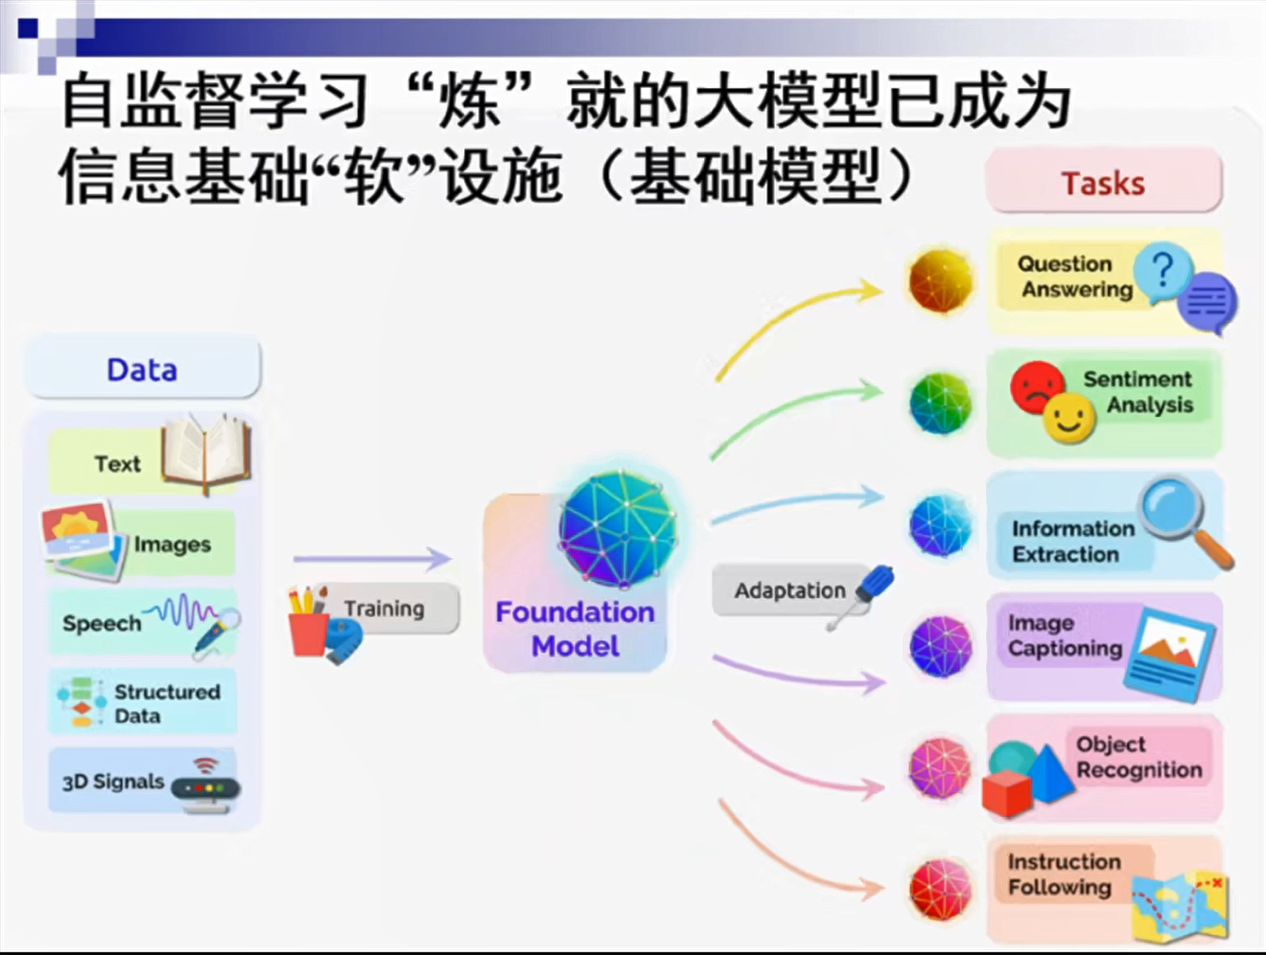 自监督学习“炼”就的大模型已成为
信息基础“软”设施（基础模型）
Data
Text
Images
Speech
Structured
Data
3D Signals
Training
Foundation
Model
Adaptation
Tasks
Question
Answering
?
Sentiment
Analysis
Information
Extraction
Image
Captioning
Object
Recognition
Instruction
Following